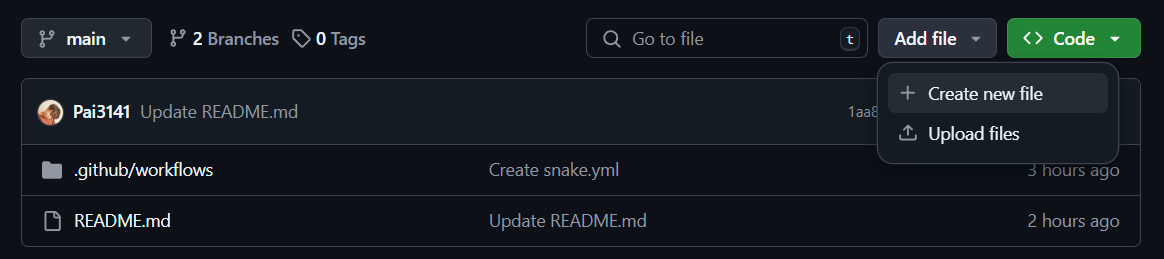 main 2 Branches 0 Tags Go to file t Add file Code
Create new file
Upload files
Pai3141 Update README.md 1aa8
.github/workflows Create snake.yml 3 hours ago
README.md Update README.md 2 hours ago